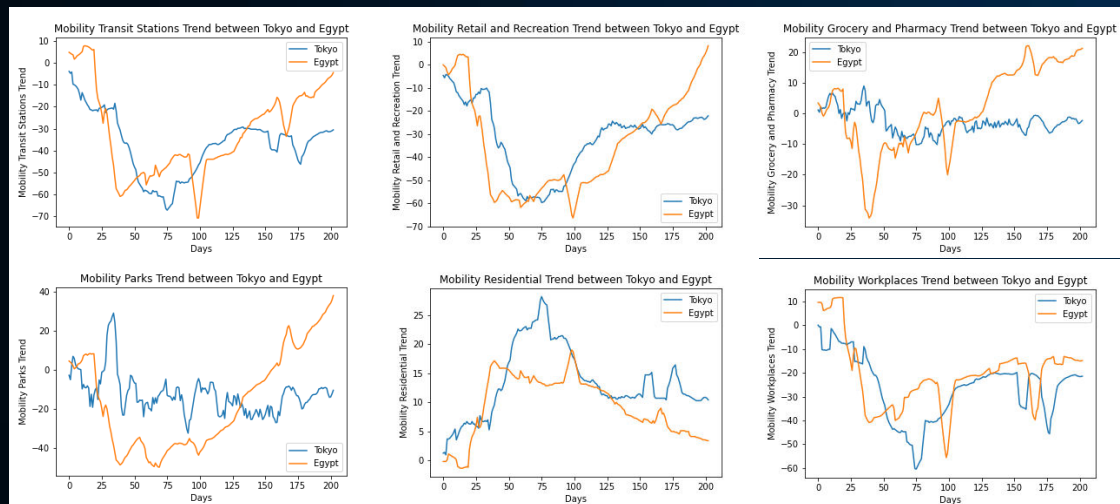 Mobility Transit Stations Trend between Tokyo and Egypt
Mobility Transit Stations Trend
10
0
−10
−20
−30
−40
−50
−60
−70
Tokyo
Egypt
0 25 50 75 100 125 150 175 200
Days
Mobility Retail and Recreation Trend between Tokyo and Egypt
Mobility Retail and Recreation Trend
10
0
−10
−20
−30
−40
−50
−60
−70
Tokyo
Egypt
0 25 50 75 100 125 150 175 200
Days
Mobility Grocery and Pharmacy Trend between Tokyo and Egypt
Mobility Grocery and Pharmacy Trend
20
10
0
−10
−20
−30
Tokyo
Egypt
0 25 50 75 100 125 150 175 200
Days
Mobility Parks Trend between Tokyo and Egypt
Mobility Parks Trend
40
20
0
−20
−40
Tokyo
Egypt
0 25 50 75 100 125 150 175 200
Days
Mobility Residential Trend between Tokyo and Egypt
Mobility Residential Trend
25
20
15
10
5
0
Tokyo
Egypt
0 25 50 75 100 125 150 175 200
Days
Mobility Workplaces Trend between Tokyo and Egypt
Mobility Workplaces Trend
10
0
−10
−20
−30
−40
−50
−60
Tokyo
Egypt
0 25 50 75 100 125 150 175 200
Days